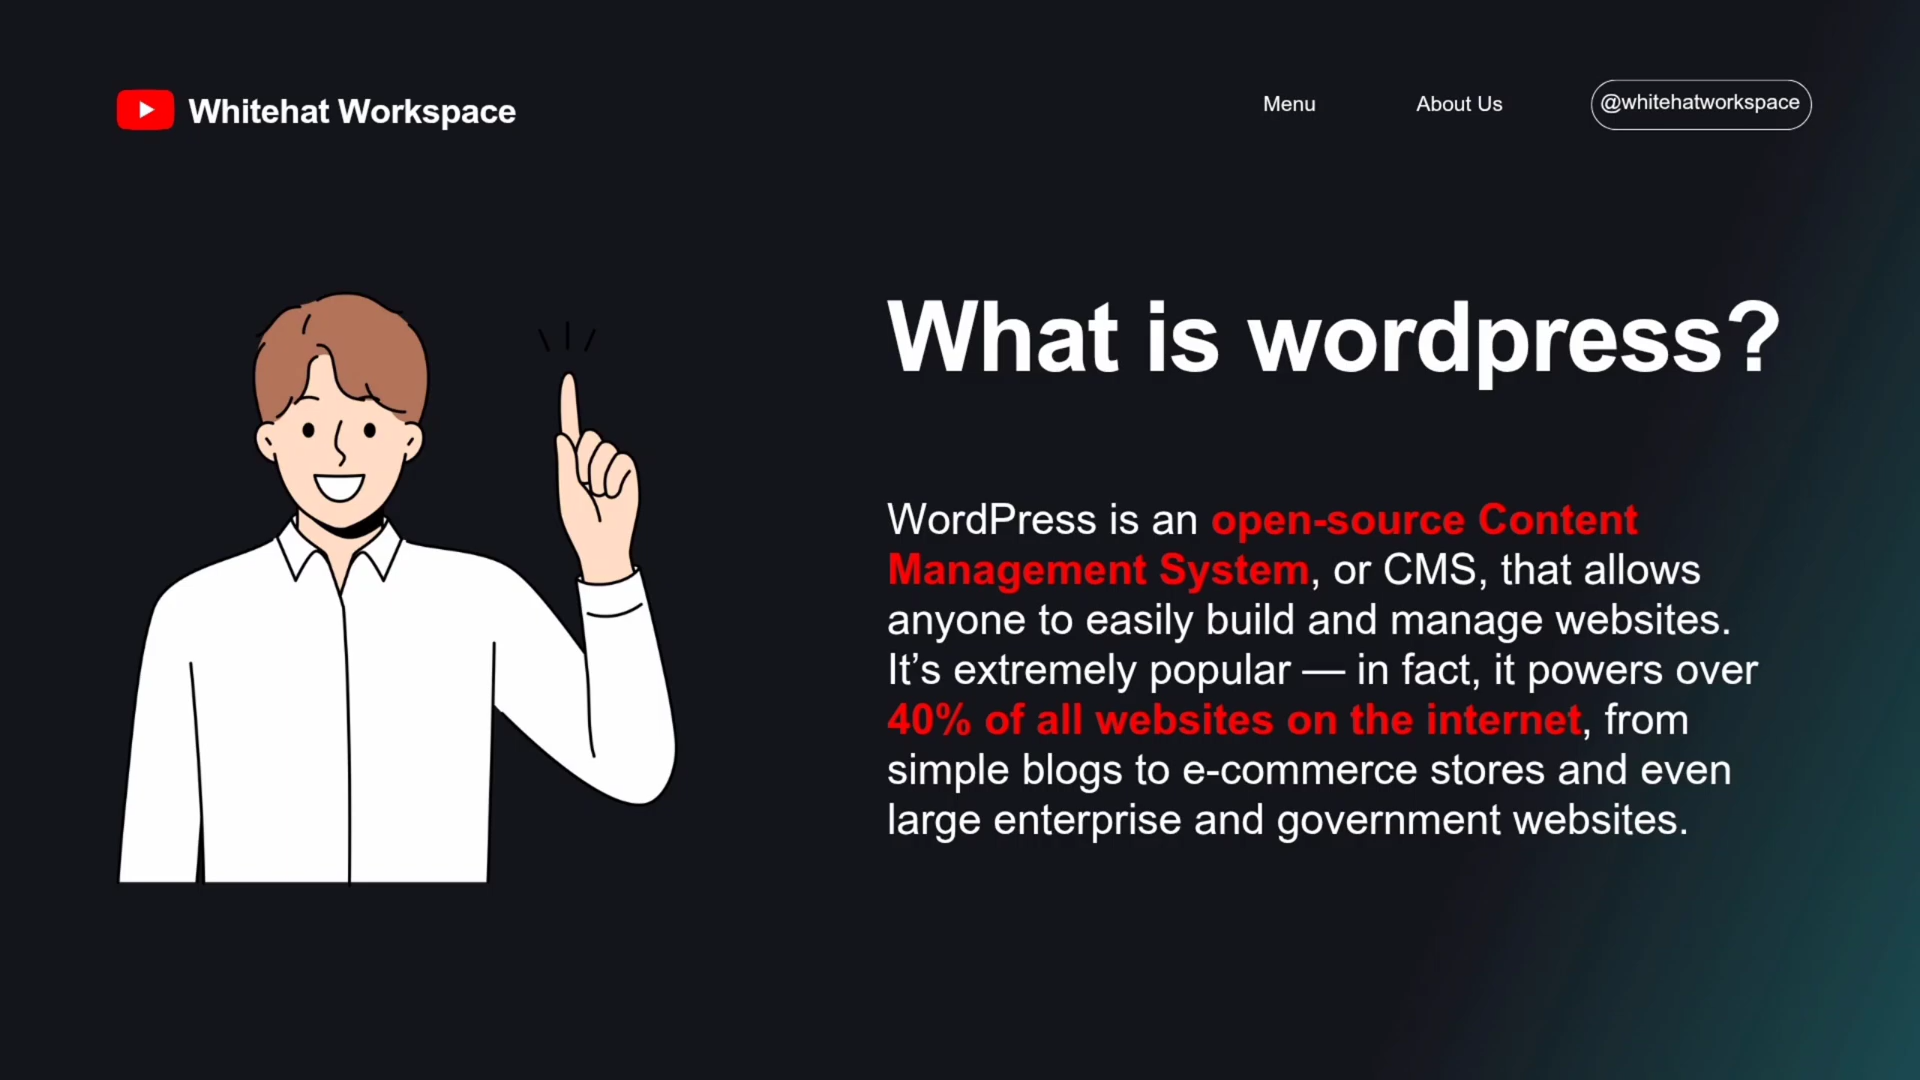 Whitehat Workspace
Menu
About Us
@whitehatworkspace
What is wordpress?
WordPress is an open-source Content
Management System, or CMS, that allows
anyone to easily build and manage websites.
It’s extremely popular — in fact, it powers over
40% of all websites on the internet, from
simple blogs to e-commerce stores and even
large enterprise and government websites.